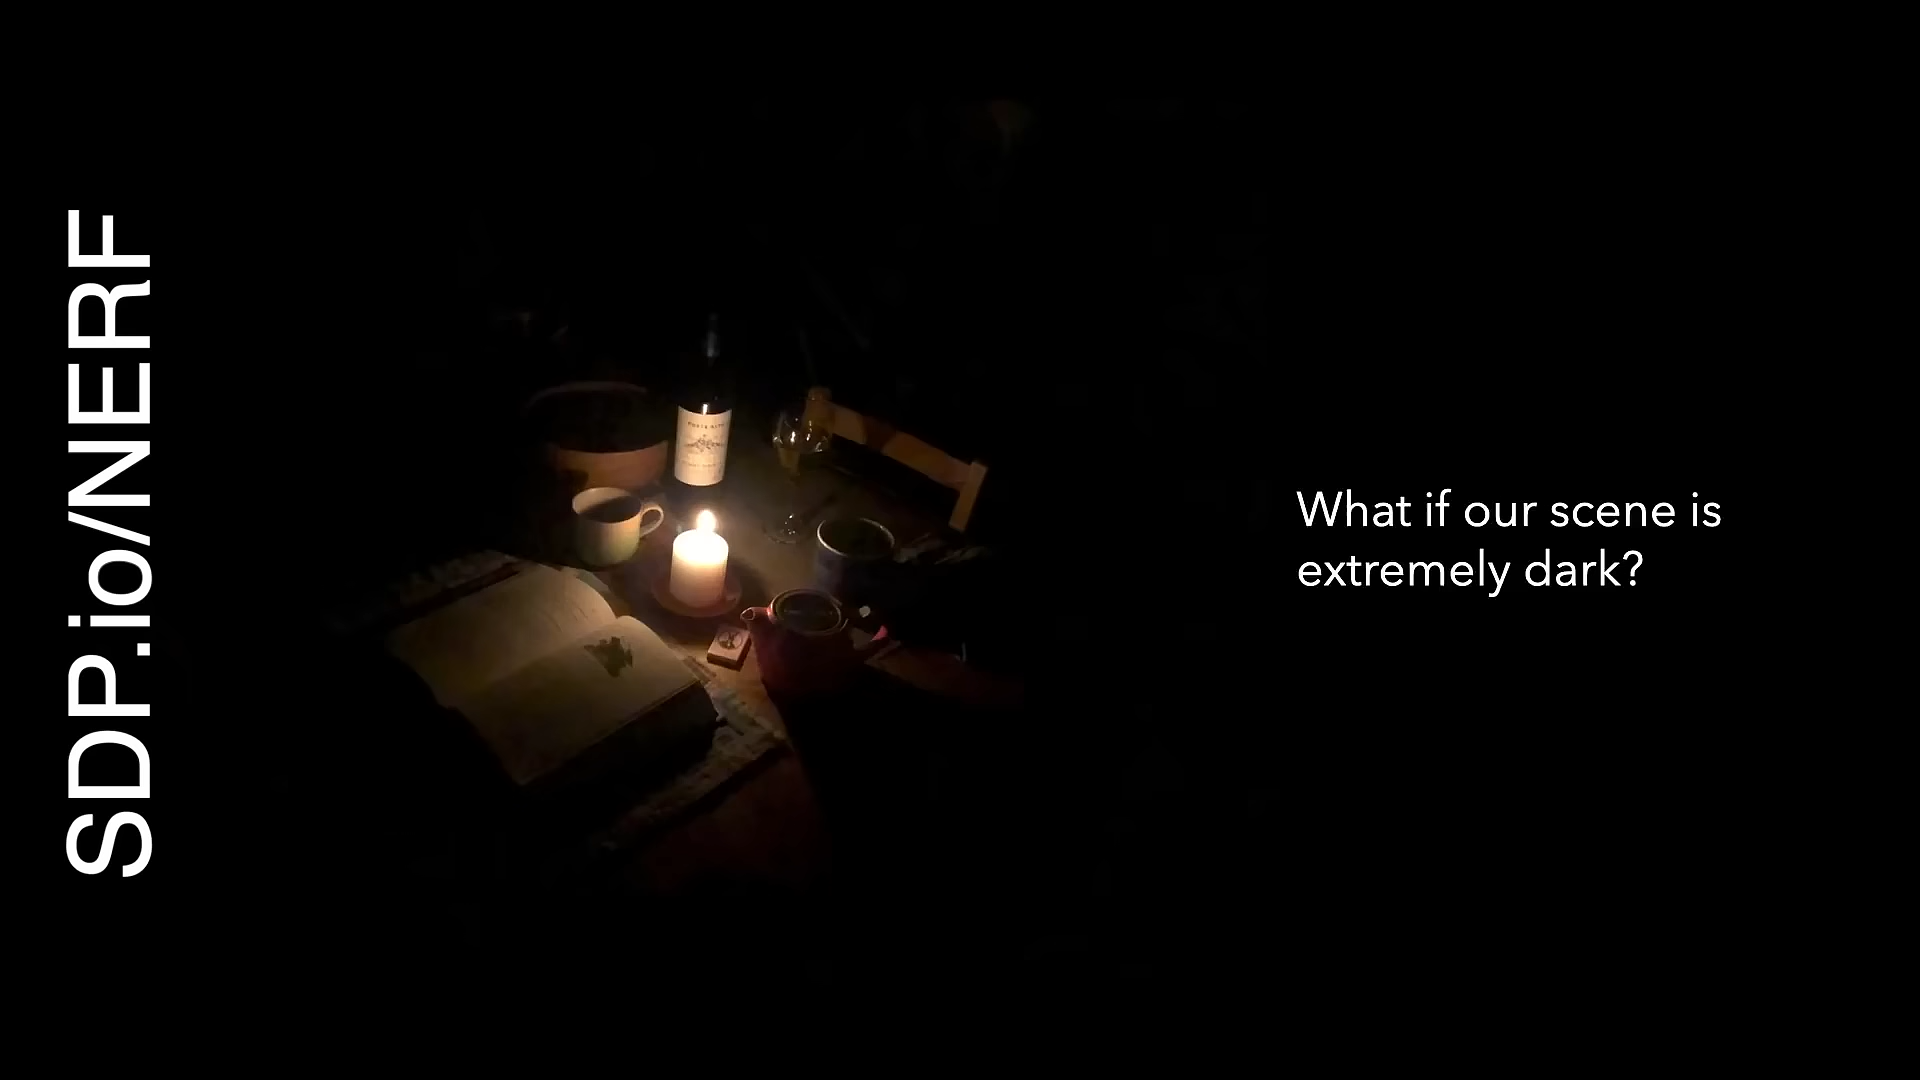 SDP.io/NERF
What if our scene is
extremely dark?